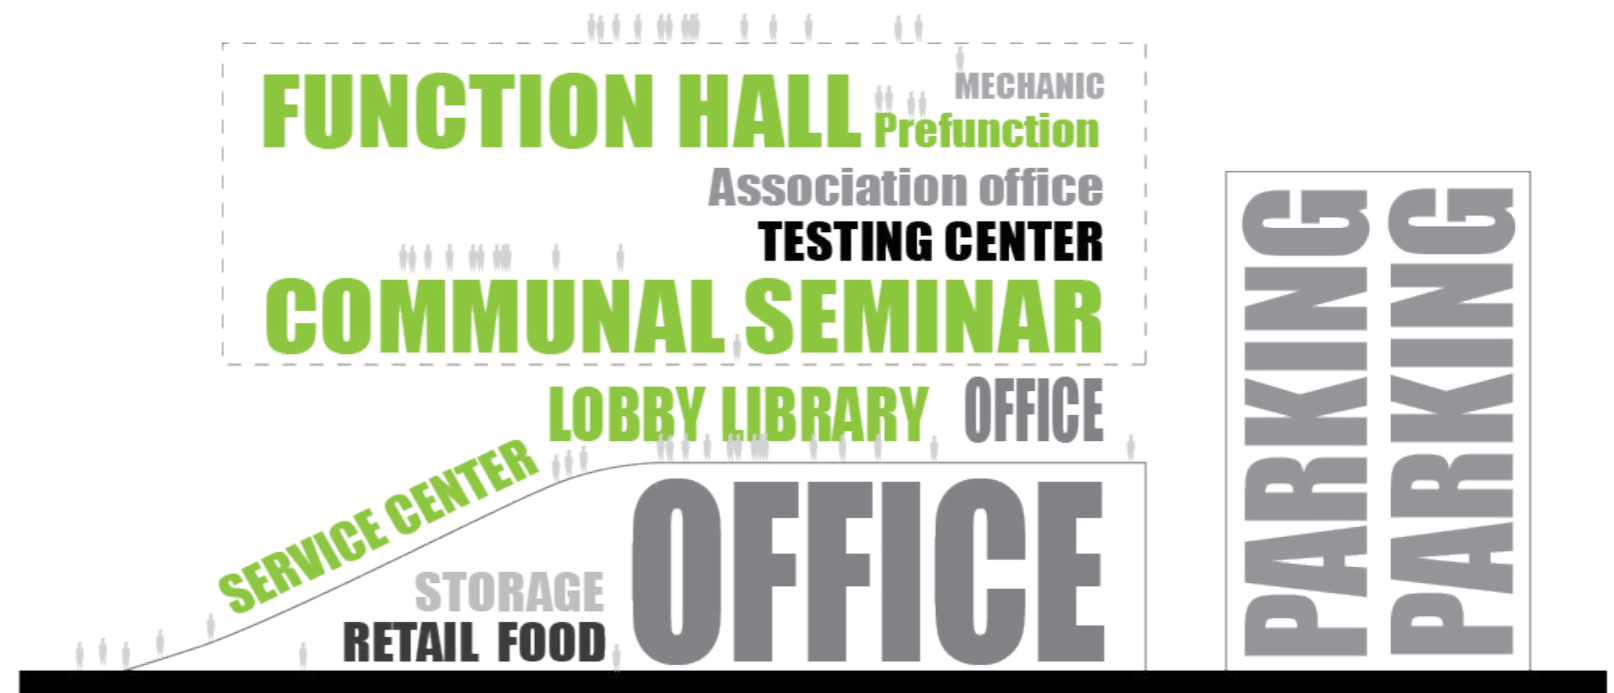 FUNCTION HALL
MECHANIC
Prefunction
Association office
TESTING CENTER
COMMUNAL SEMINAR
LOBBY LIBRARY OFFICE
SERVICE CENTER
STORAGE
RETAIL FOOD
OFFICE
PARKING
PARKING